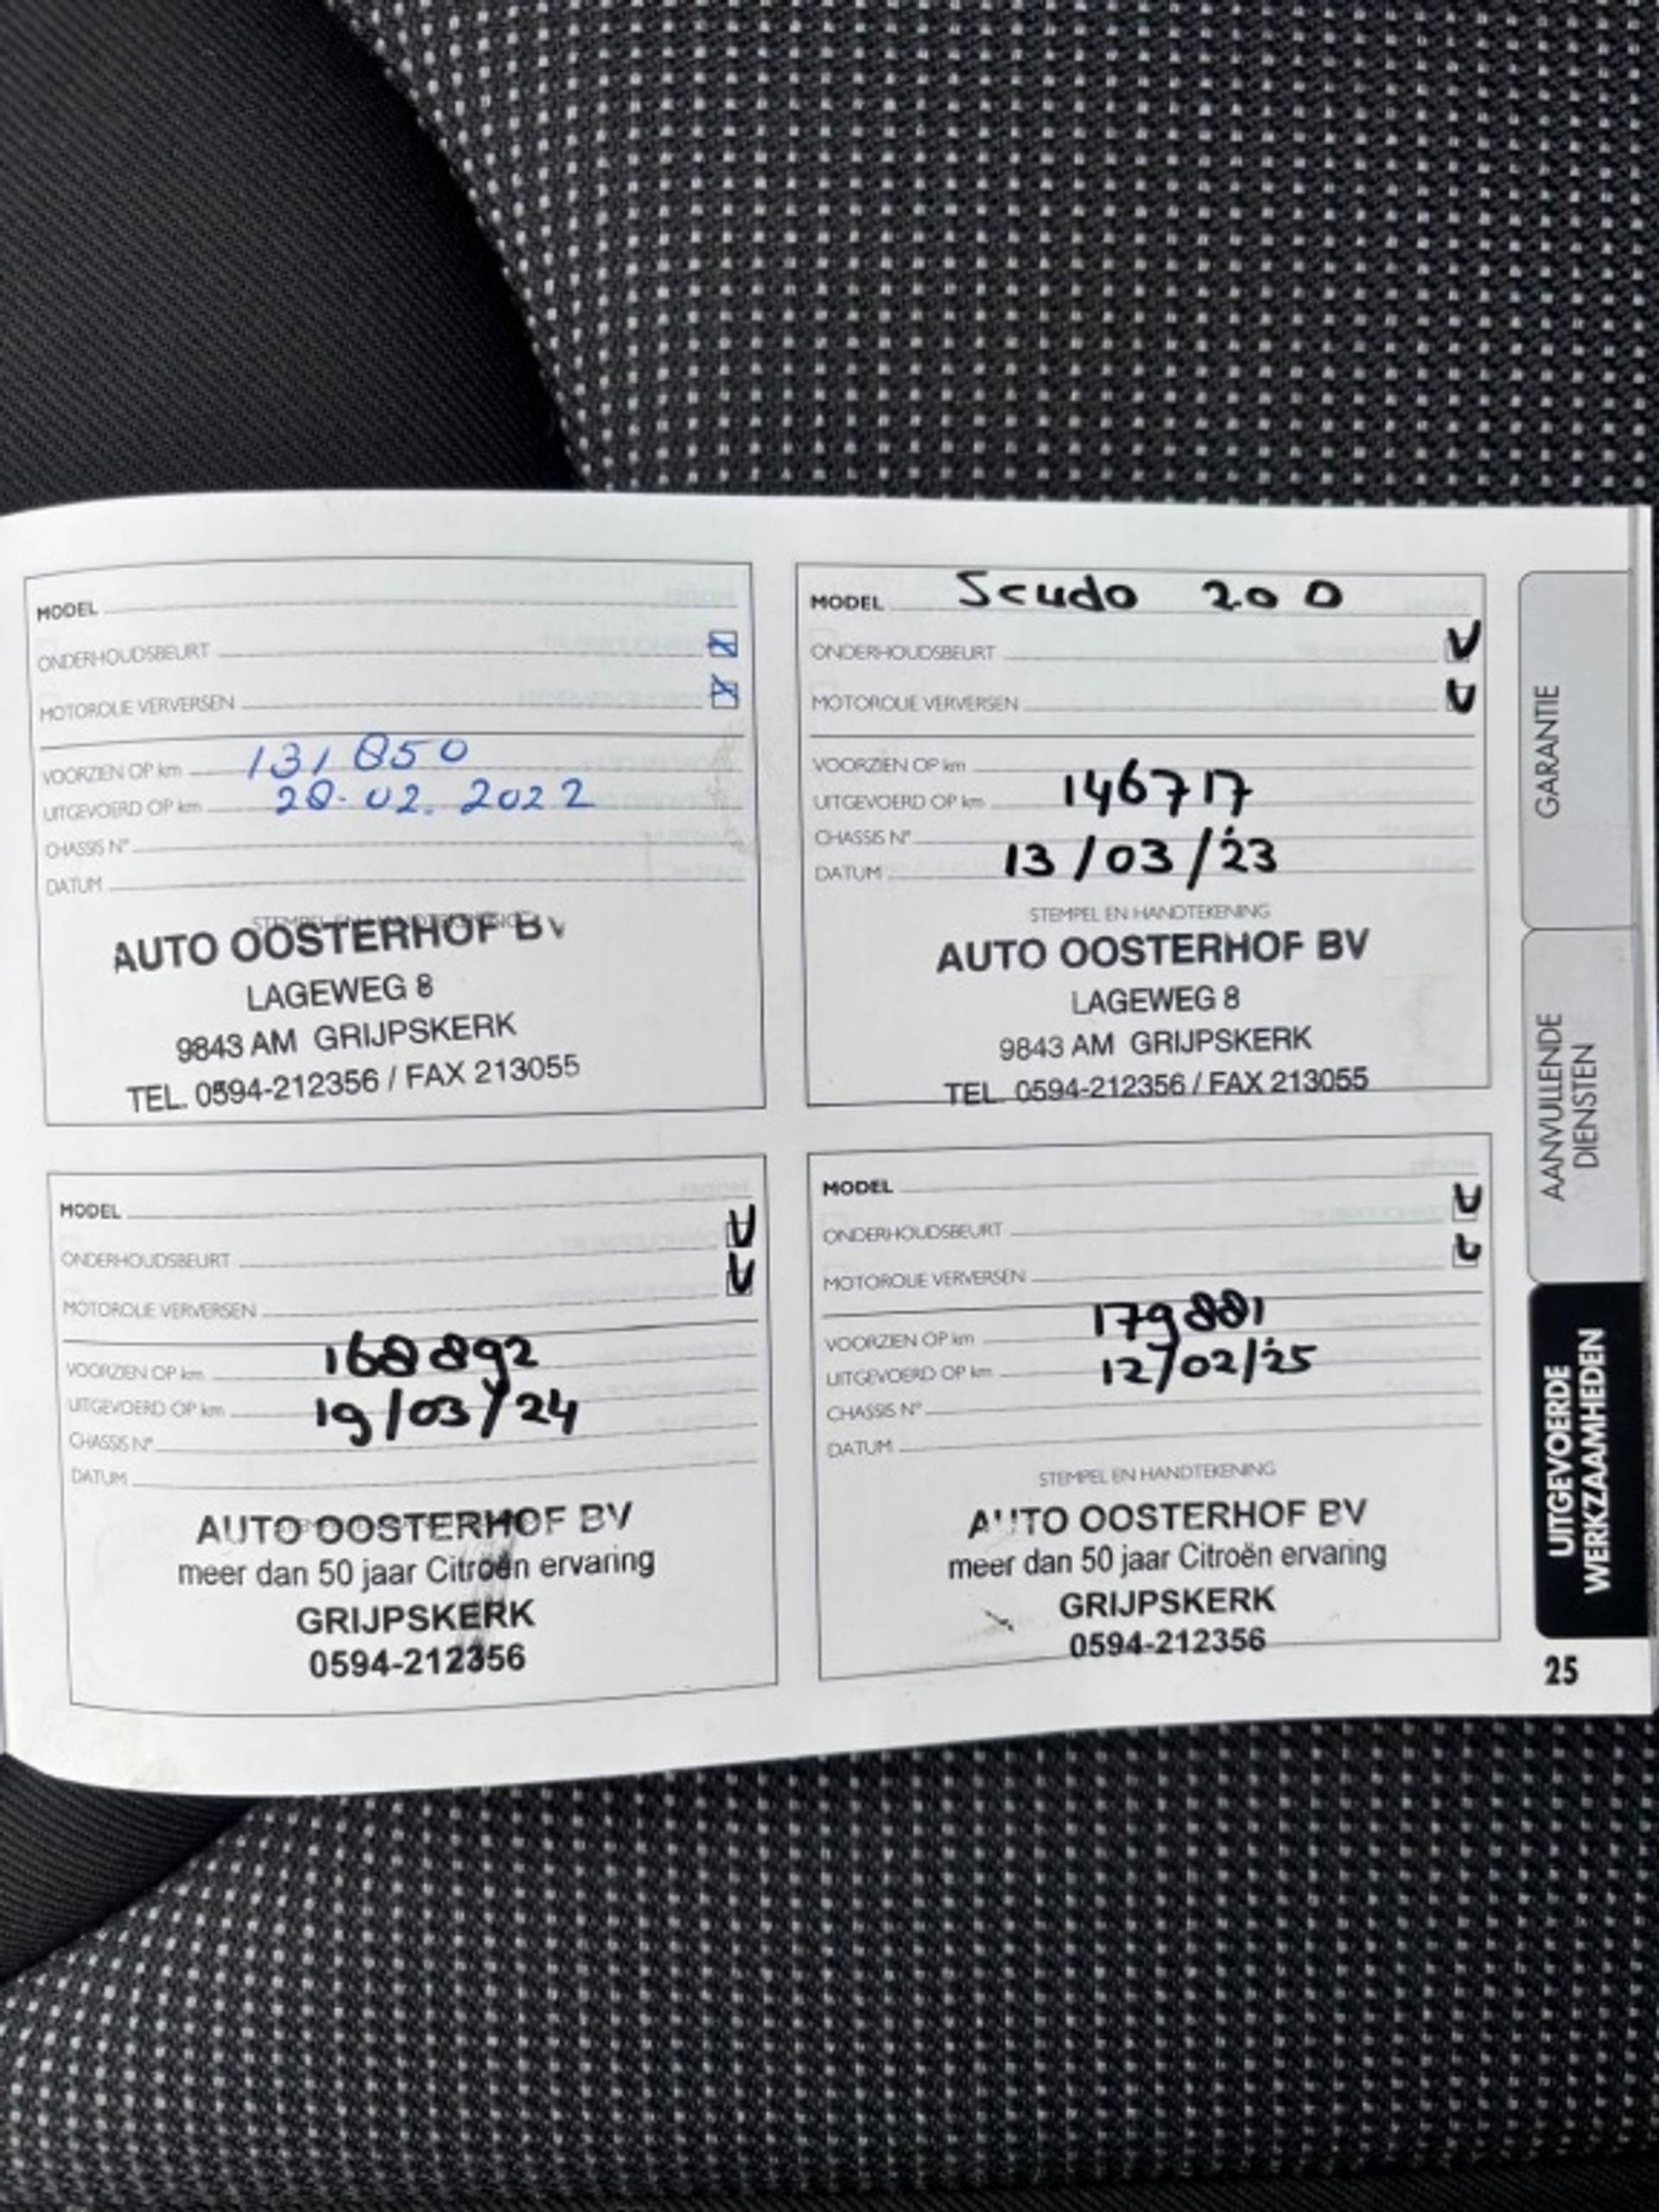 MODEL
ONDERHOUDSBEURT
MOTOROLIE VERVERSEN
VOORZIEN OP km 131 850
UITGEVOERD OP km 28-02-2022
CHASSIS N°
DATUM
STEMPEL EN HANDTEKENING
AUTO OOSTERHOF BV
LAGEWEG 8
9843 AM GRIJPSKERK
TEL. 0594-212356 / FAX 213055
MODEL Scudo 20 D
ONDERHOUDSBEURT V
MOTOROLIE VERVERSEN V
VOORZIEN OP km
UITGEVOERD OP km 146717
CHASSIS N°
DATUM 13/03/'23
STEMPEL EN HANDTEKENING
AUTO OOSTERHOF BV
LAGEWEG 8
9843 AM GRIJPSKERK
TEL. 0594-212356 / FAX 213055
MODEL
ONDERHOUDSBEURT V
MOTOROLIE VERVERSEN V
VOORZIEN OP km 168892
UITGEVOERD OP km 19/03/'24
CHASSIS N°
DATUM
AUTO OOSTERHOF BV
meer dan 50 jaar Citroën ervaring
GRIJPSKERK
0594-212356
MODEL
ONDERHOUDSBEURT V
MOTOROLIE VERVERSEN V
VOORZIEN OP km 179881
UITGEVOERD OP km 12/02/'25
CHASSIS N°
DATUM
STEMPEL EN HANDTEKENING
AUTO OOSTERHOF BV
meer dan 50 jaar Citroën ervaring
GRIJPSKERK
0594-212356
GARANTIE
AANVULLENDE
DIENSTEN
UITGEVOERDE
WERKZAAMHEDEN
25